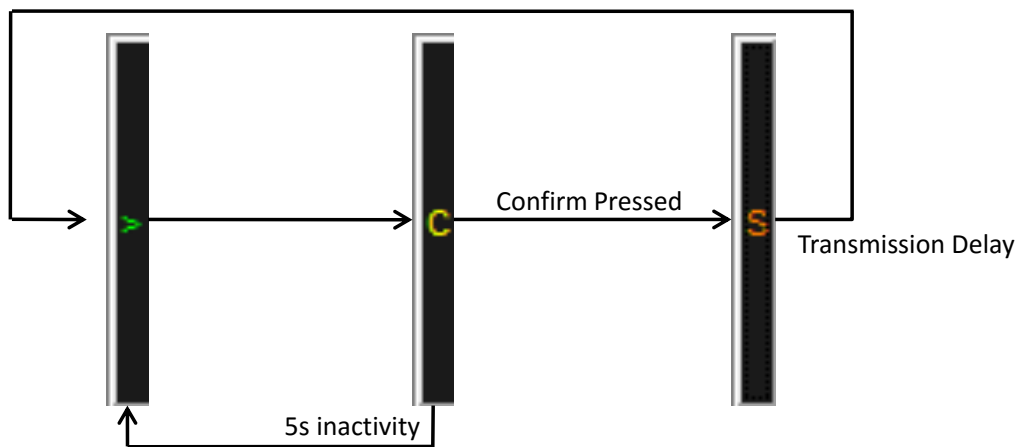 >
C
Confirm Pressed
S
Transmission Delay
5s inactivity